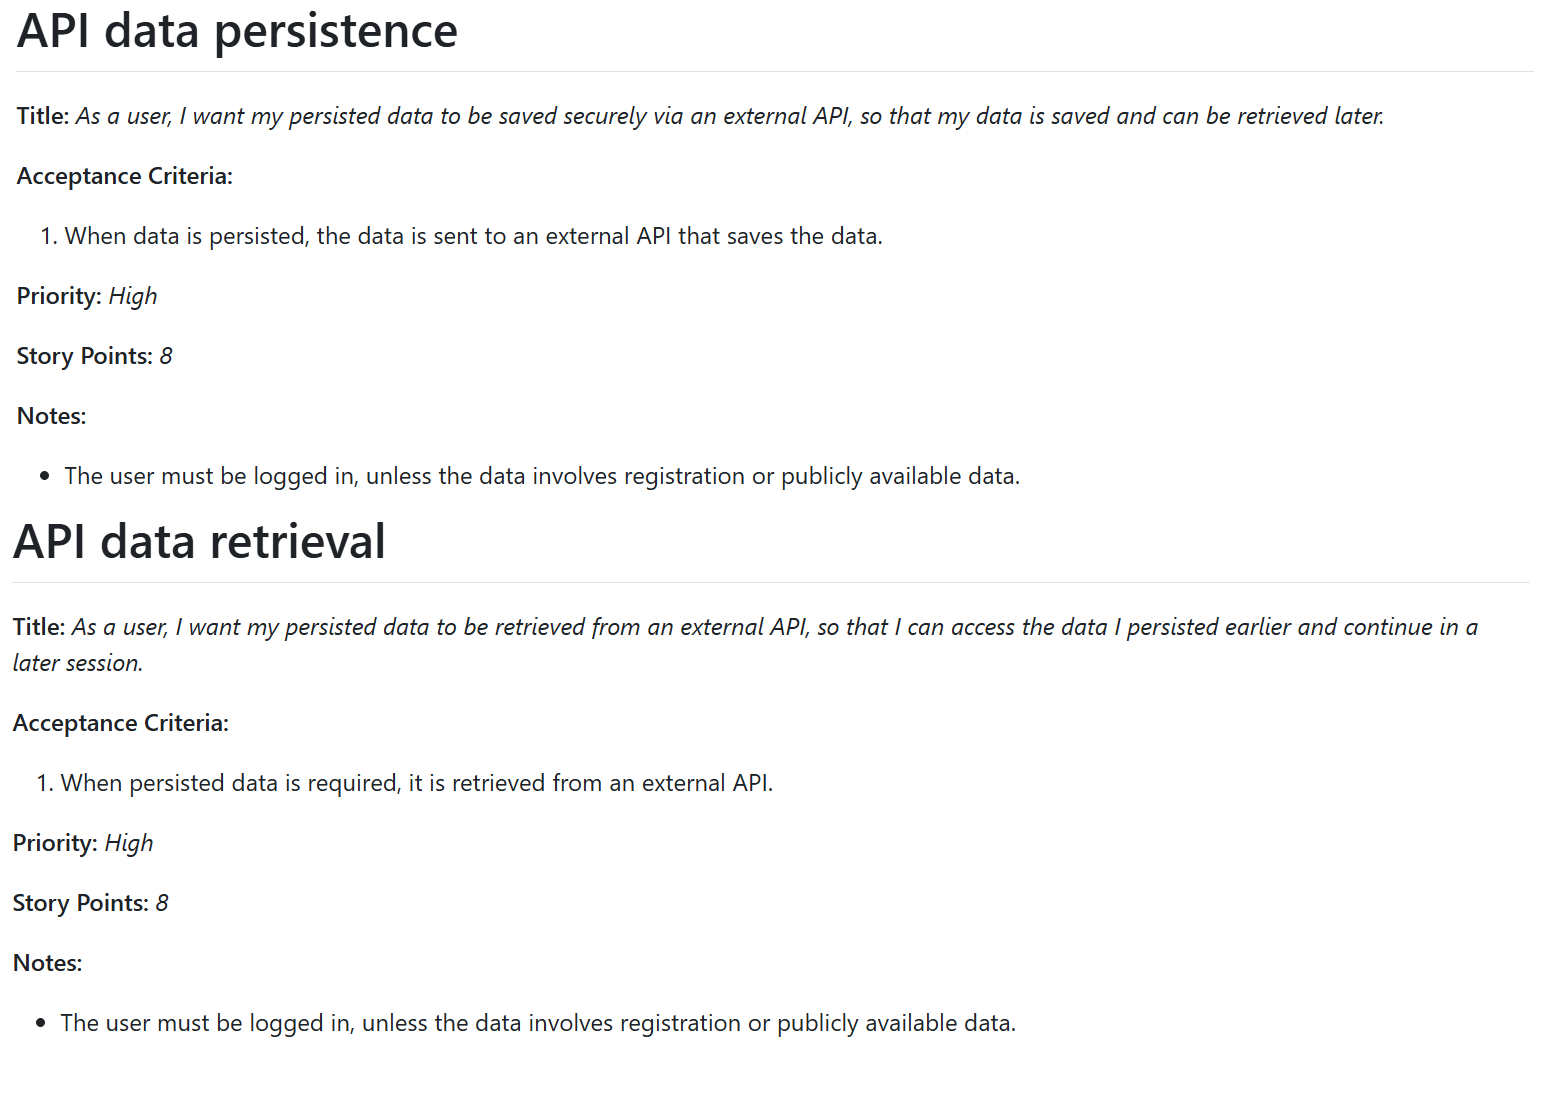 API data persistence
Title: As a user, I want my persisted data to be saved securely via an external API, so that my data is saved and can be retrieved later.
Acceptance Criteria:
1. When data is persisted, the data is sent to an external API that saves the data.
Priority: High
Story Points: 8
Notes:
• The user must be logged in, unless the data involves registration or publicly available data.
API data retrieval
Title: As a user, I want my persisted data to be retrieved from an external API, so that I can access the data I persisted earlier and continue in a
later session.
Acceptance Criteria:
1. When persisted data is required, it is retrieved from an external API.
Priority: High
Story Points: 8
Notes:
• The user must be logged in, unless the data involves registration or publicly available data.